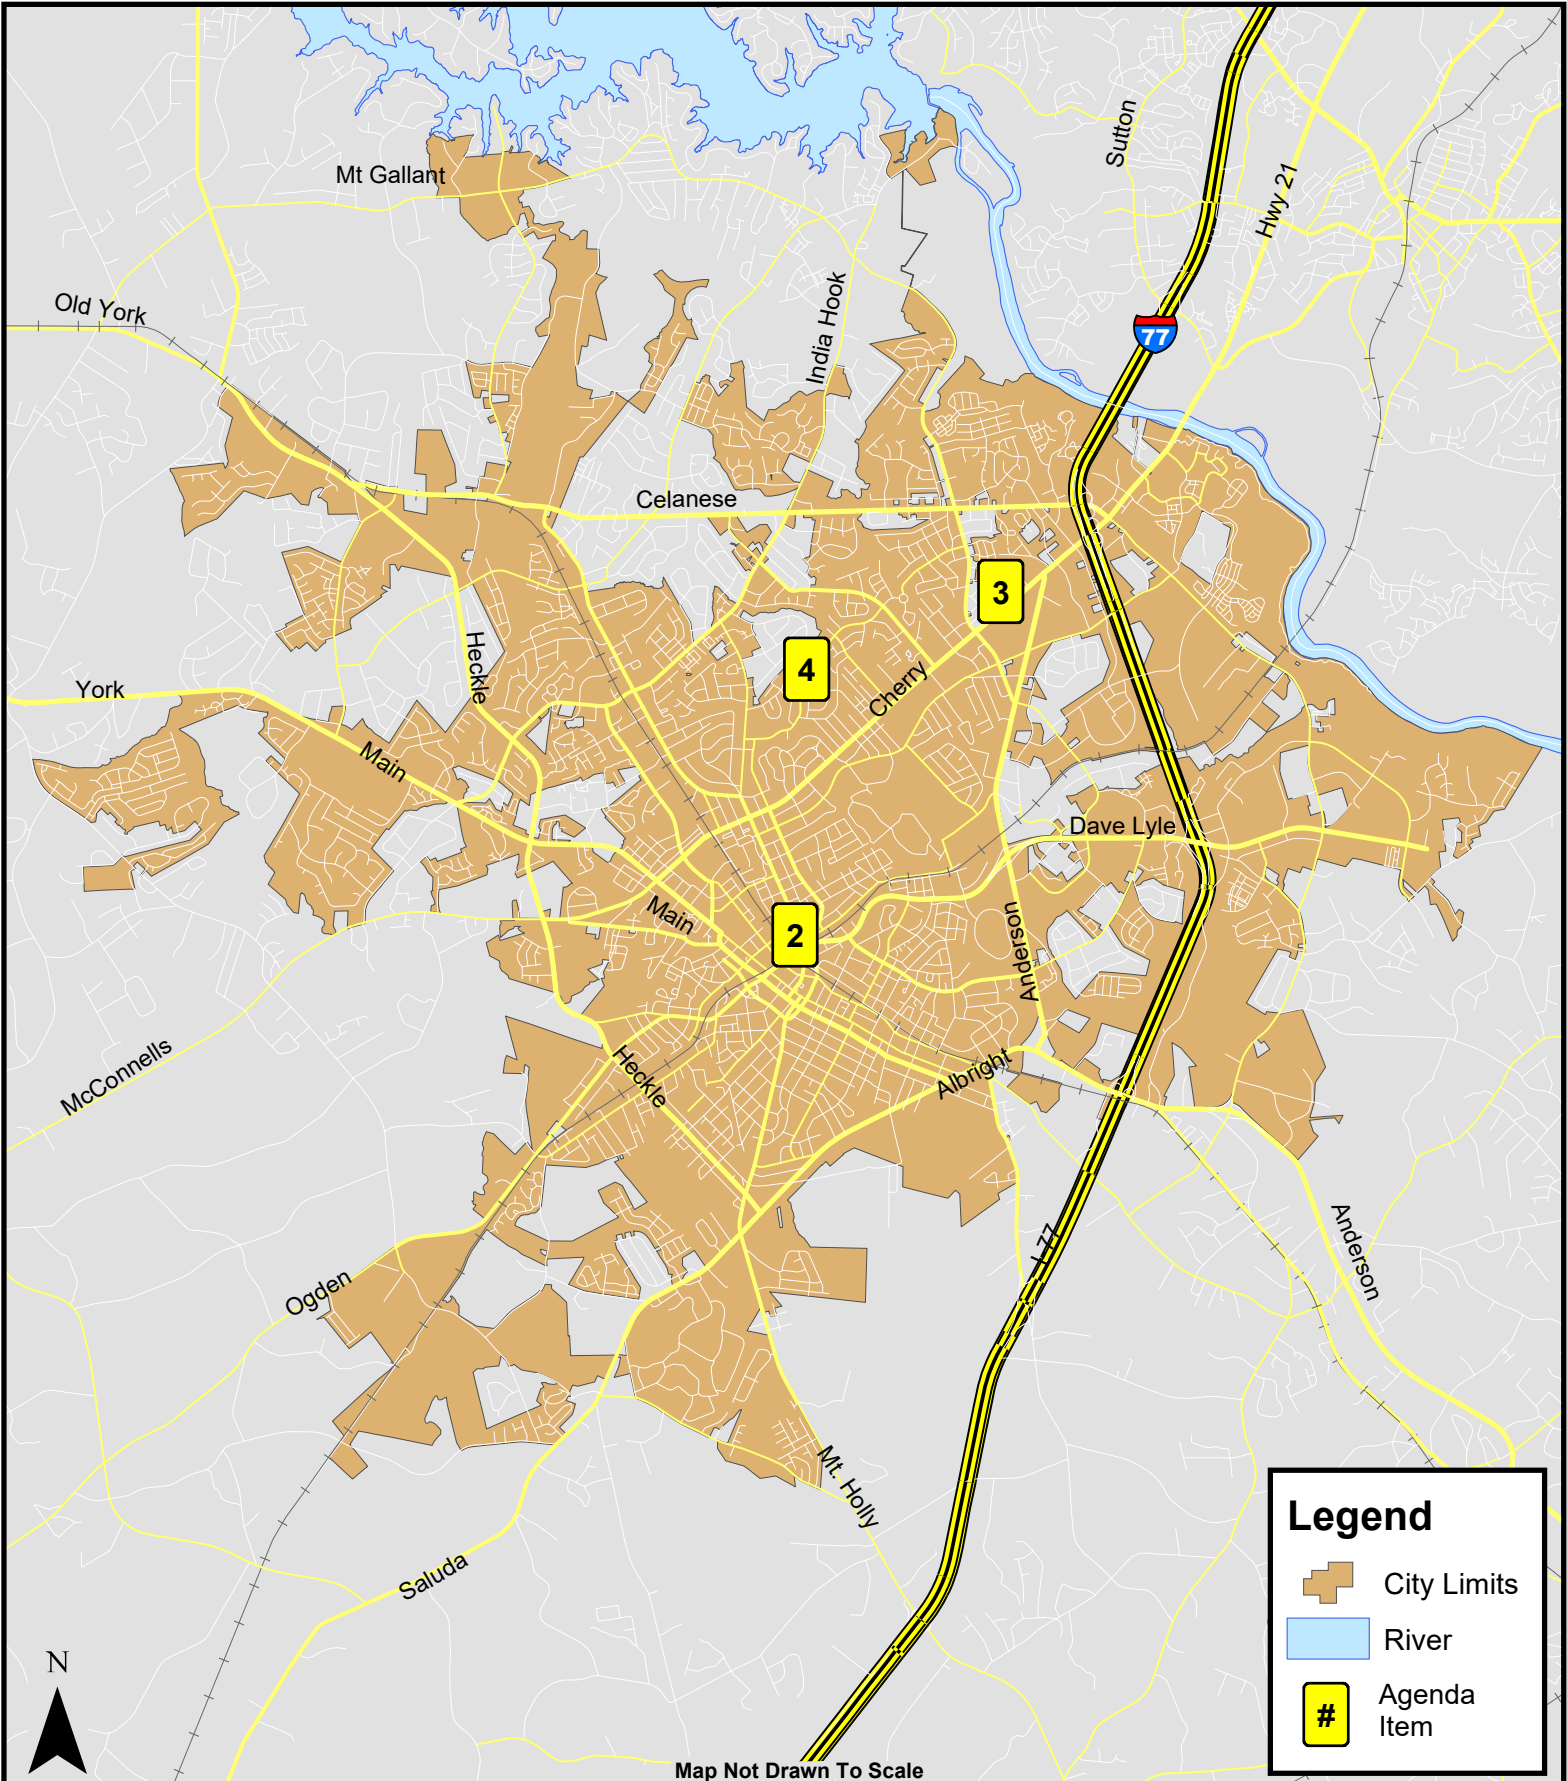 Sutton
Mt Gallant
Hwy 21
Old York
India Hook
77
Celanese
3
Heckle
4
Cherry
York
Main
Dave Lyle
Main
2
Anderson
McConnells
Heckle
Albright
Anderson
I-77
Ogden
Mt. Holly
Saluda
Legend
City Limits
River
#
Agenda
Item
N
Map Not Drawn To Scale